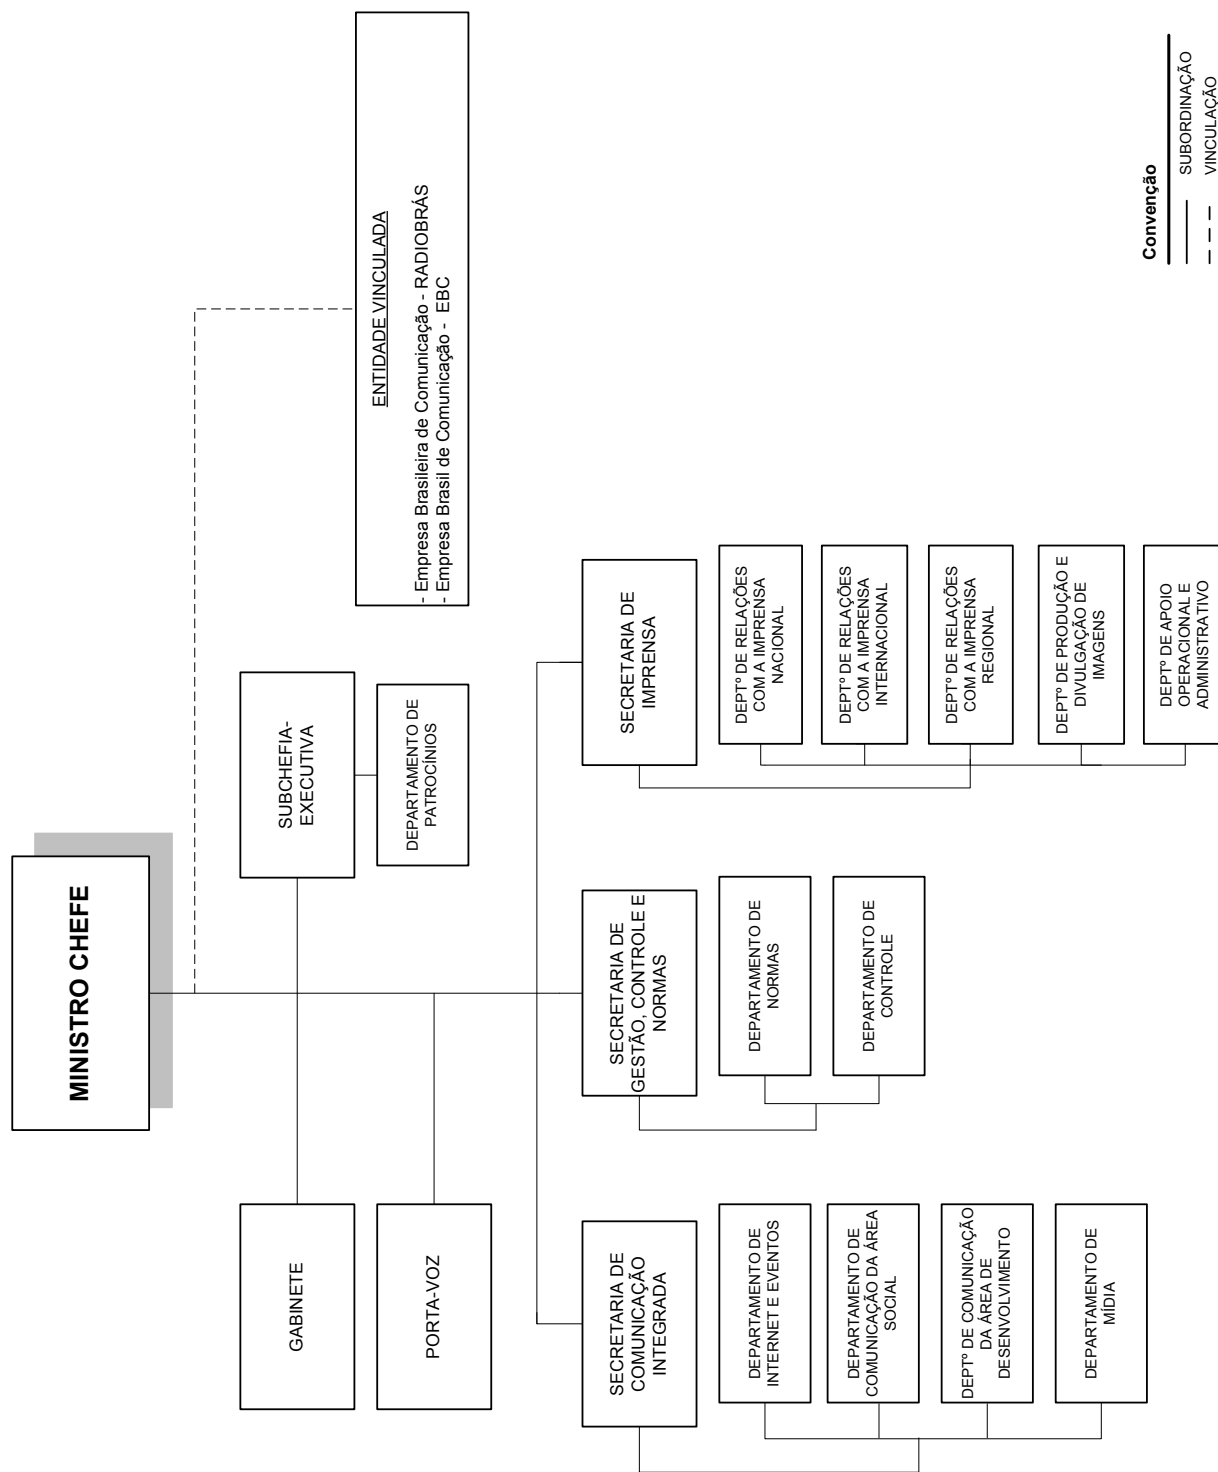 MINISTRO CHEFE
GABINETE
SUBCHEFIA-
EXECUTIVA
PORTA-VOZ
DEPARTAMENTO DE
PATROCÍNIOS
ENTIDADE VINCULADA
- Empresa Brasileira de Comunicação - RADIOBRÁS
- Empresa Brasil de Comunicação -  EBC
SECRETARIA DE
COMUNICAÇÃO
INTEGRADA
DEPARTAMENTO DE
INTERNET E EVENTOS
DEPARTAMENTO DE
COMUNICAÇÃO DA ÁREA
SOCIAL
DEPTº DE COMUNICAÇÃO
DA ÁREA DE
DESENVOLVIMENTO
DEPARTAMENTO DE
MÍDIA
SECRETARIA DE
GESTÃO, CONTROLE E
NORMAS
DEPARTAMENTO DE
NORMAS
DEPARTAMENTO DE
CONTROLE
SECRETARIA DE
IMPRENSA
DEPTº DE RELAÇÕES
COM A IMPRENSA
NACIONAL
DEPTº DE RELAÇÕES
COM A IMPRENSA
INTERNACIONAL
DEPTº DE RELAÇÕES
COM A IMPRENSA
REGIONAL
DEPTº DE PRODUÇÃO E
DIVULGAÇÃO DE
IMAGENS
DEPTº DE APOIO
OPERACIONAL E
ADMINISTRATIVO
Convenção
SUBORDINAÇÃO
VINCULAÇÃO